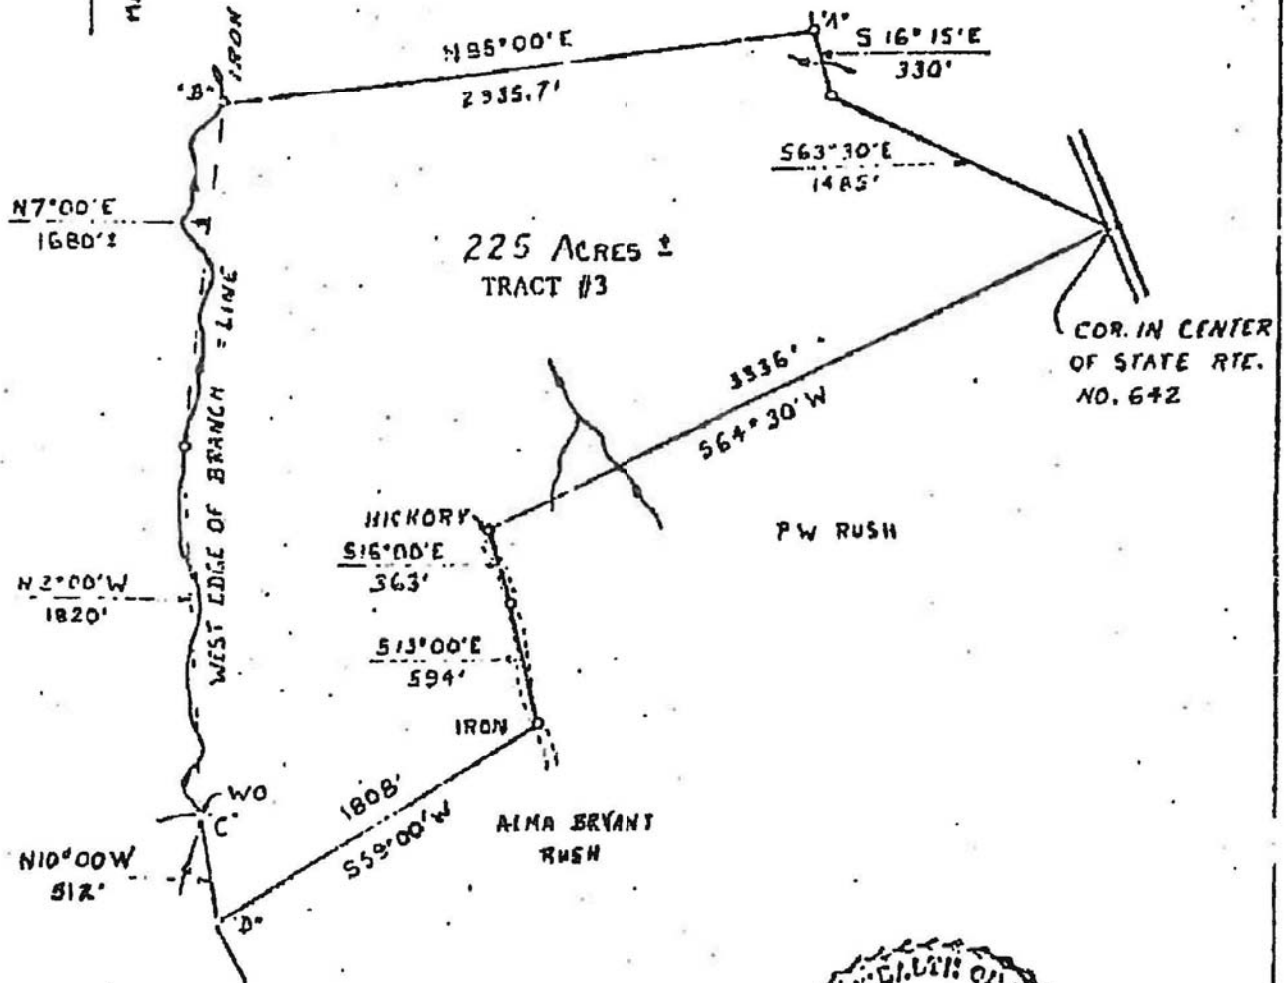 "A"
N85°00'E
2935.7'
S 16° 15'E
330'
IRON
"B"
S63°30'E
1485'
N7°00'E
1680'±
225 ACRES ±
TRACT #3
COR. IN CENTER
OF STATE RTE.
NO. 642
3336'
S64° 30'W
WEST EDGE OF BRANCH = LINE
HICKORY
S16°00'E
363'
PW RUSH
N2°00'W
1820'
S13°00'E
594'
IRON
WO
"C"
1808'
S59°00'W
ALMA BRYANT
RUSH
N10°00W
512'
"D"